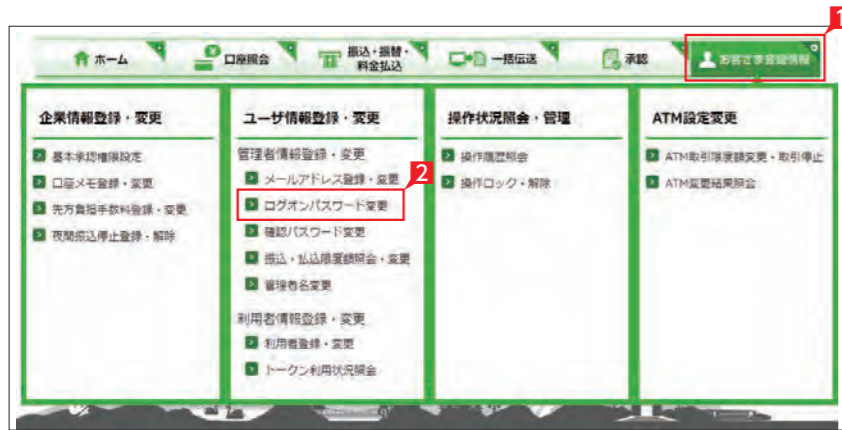 1
ホーム
口座照会
振込・振替・
料金払込
一括伝送
承認
お客さま登録情報
企業情報登録・変更
基本承認権限設定
口座メモ登録・変更
先方負担手数料登録・変更
夜間振込停止登録・解除
ユーザ情報登録・変更
管理者情報登録・変更
メールアドレス登録・変更
2
ログオンパスワード変更
確認パスワード変更
振込・払込限度額照会・変更
管理者名変更
利用者情報登録・変更
利用者登録・変更
トークン利用状況照会
操作状況照会・管理
操作履歴照会
操作ロック・解除
ATM設定変更
ATM取引限度額変更・取引停止
ATM変更結果照会